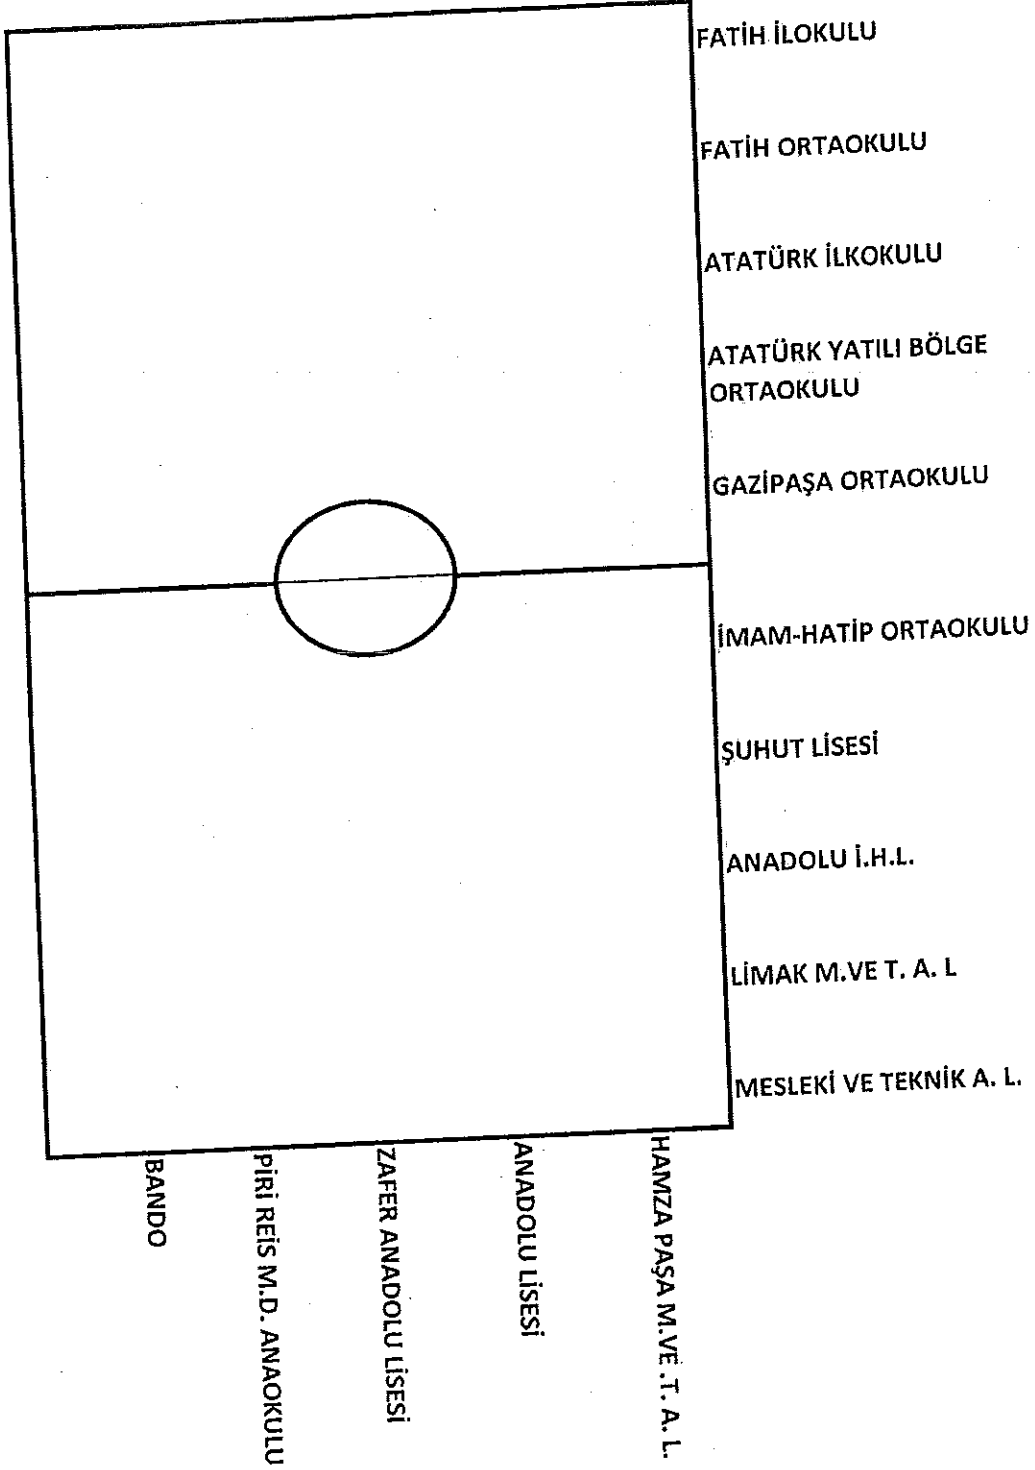 FATİH İLOKULU
FATİH ORTAOKULU
ATATÜRK İLKOKULU
ATATÜRK YATILI BÖLGE
ORTAOKULU
GAZİPAŞA ORTAOKULU
İMAM-HATİP ORTAOKULU
ŞUHUT LİSESİ
ANADOLU İ.H.L.
LİMAK M.VE T. A. L
MESLEKİ VE TEKNİK A. L.
BANDO
PİRİ REİS M.D. ANAOKULU
ZAFER ANADOLU LİSESİ
ANADOLU LİSESİ
HAMZA PAŞA M.VE .T. A. L.